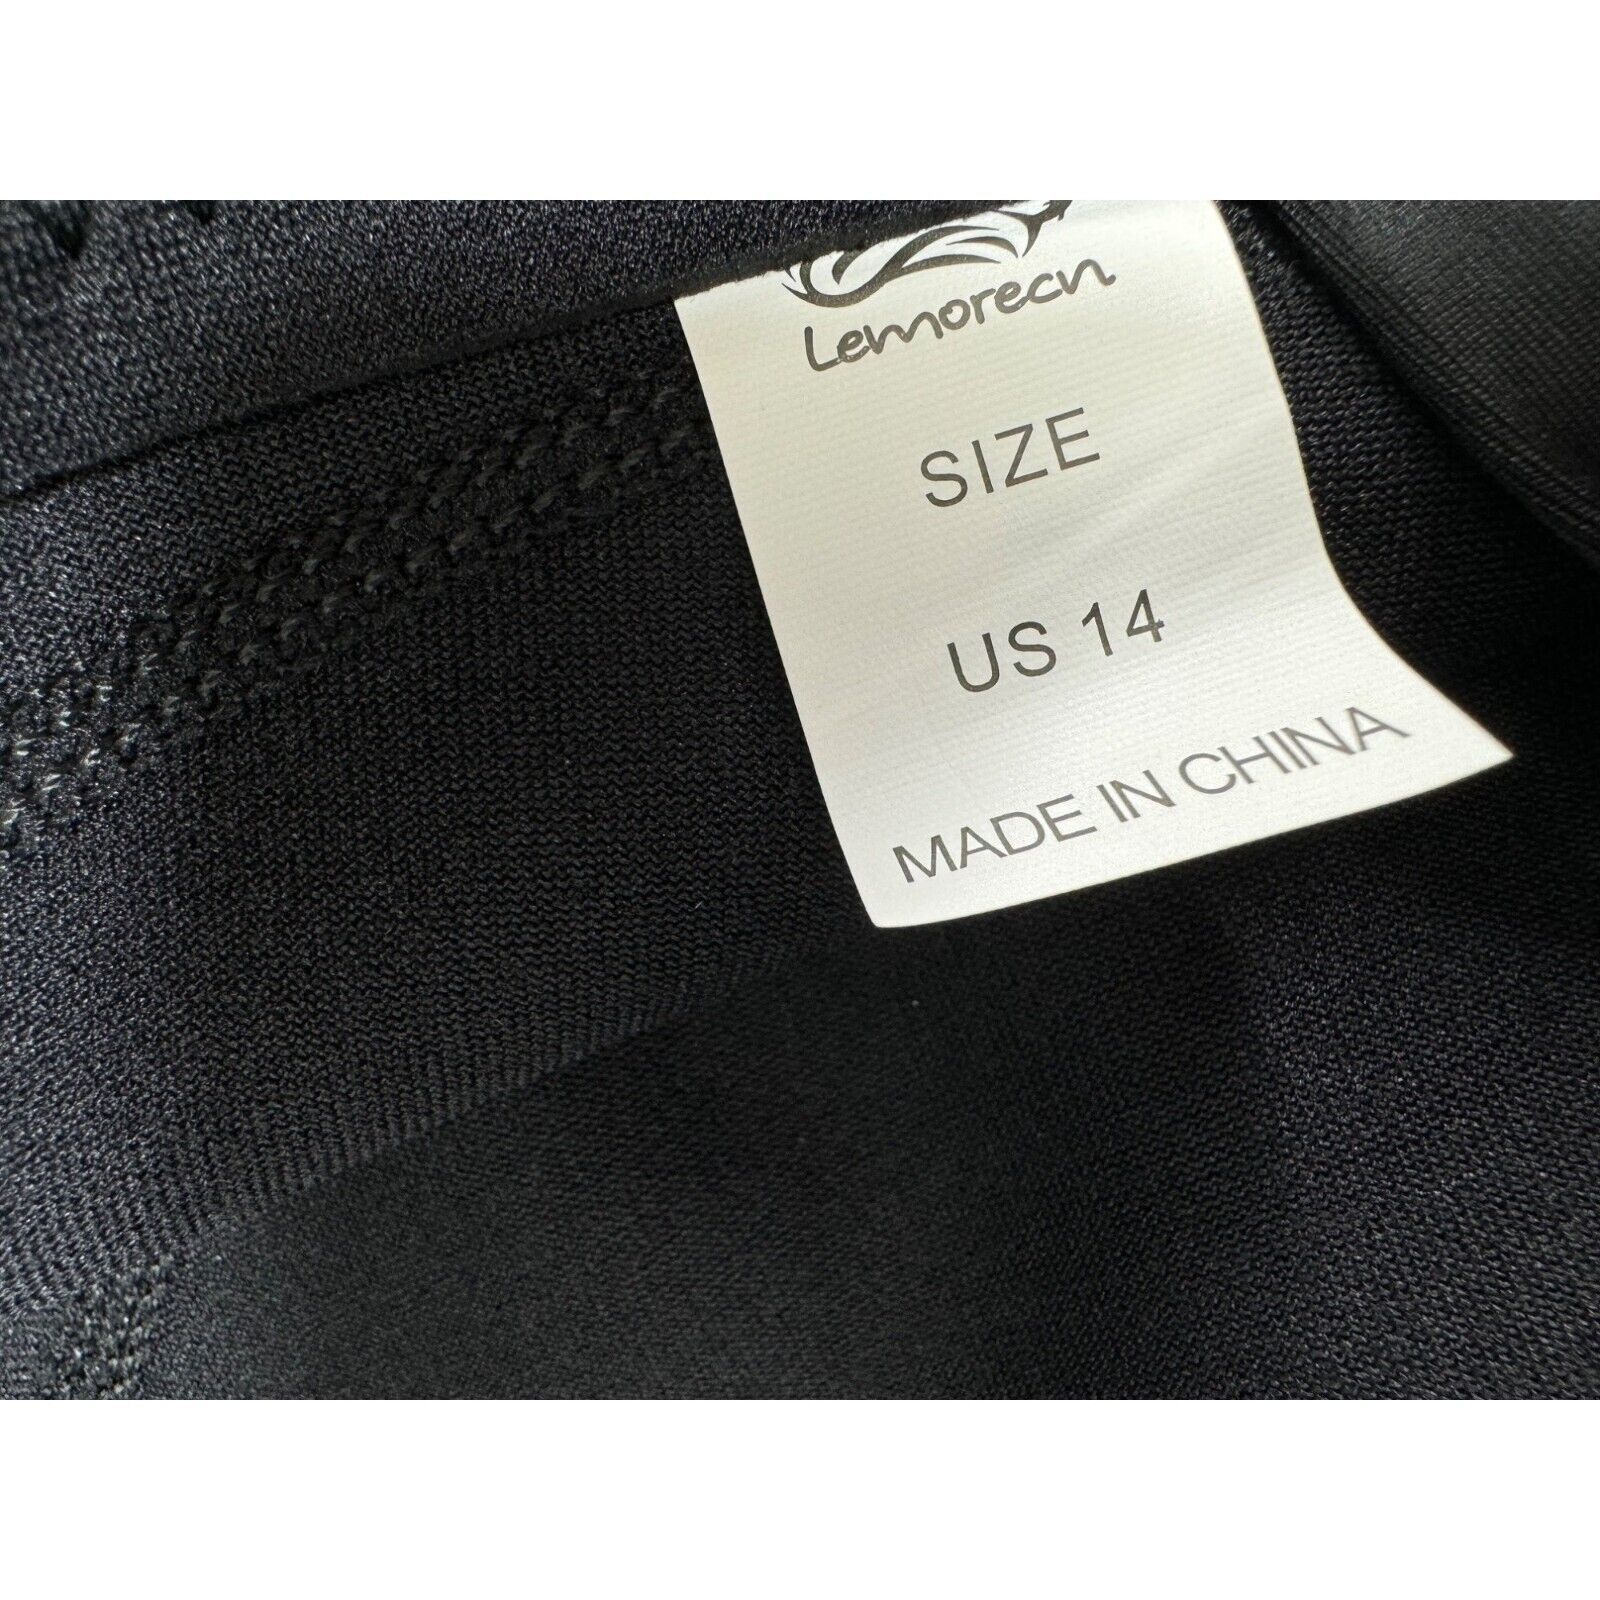 Lemorecn
SIZE
US 14
MADE IN CHINA